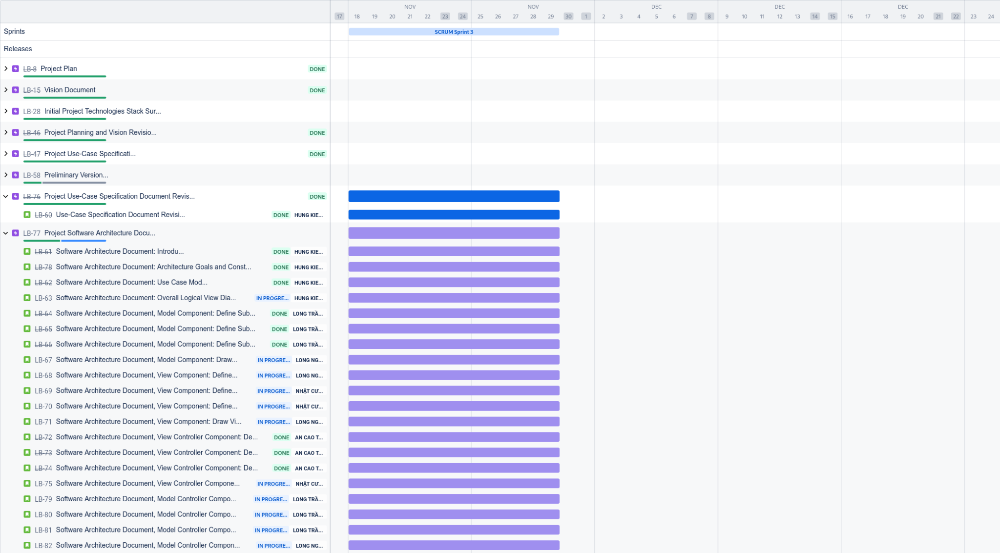 NOV NOV DEC DEC DEC
17 18 19 20 21 22 23 24 25 26 27 28 29 30 1 2 3 4 5 6 7 8 9 10 11 12 13 14 15 16 17 18 19 20 21 22 23 24
Sprints SCRUM Sprint 3
Releases
LB-8 Project Plan DONE
LB-15 Vision Document DONE
LB-28 Initial Project Technologies Stack Sur...
LB-46 Project Planning and Vision Revisio... DONE
LB-47 Project Use-Case Specificati... DONE
LB-58 Preliminary Version...
LB-76 Project Use-Case Specification Document Revis... DONE
LB-60 Use-Case Specification Document Revisi... DONE HUNG KIE...
LB-77 Project Software Architecture Docu...
LB-61 Software Architecture Document: Introdu... DONE HUNG KIE...
LB-78 Software Architecture Document: Architecture Goals and Const... DONE HUNG KIE...
LB-62 Software Architecture Document: Use Case Mod... DONE HUNG KIE...
LB-63 Software Architecture Document: Overall Logical View Dia... IN PROGRE... HUNG KIE...
LB-64 Software Architecture Document, Model Component: Define Sub... DONE LONG TRẦ...
LB-65 Software Architecture Document, Model Component: Define Sub... DONE LONG TRẦ...
LB-66 Software Architecture Document, Model Component: Define Sub... DONE LONG TRẦ...
LB-67 Software Architecture Document, Model Component: Draw... IN PROGRE... LONG NG...
LB-68 Software Architecture Document, View Component: Define... IN PROGRE... LONG NG...
LB-69 Software Architecture Document, View Component: Define... IN PROGRE... NHẬT CƯ...
LB-70 Software Architecture Document, View Component: Define... IN PROGRE... NHẬT CƯ...
LB-71 Software Architecture Document, View Component: Draw Vi... IN PROGRE... LONG NG...
LB-72 Software Architecture Document, View Controller Component: De... DONE AN CAO T...
LB-73 Software Architecture Document, View Controller Component: De... DONE AN CAO T...
LB-74 Software Architecture Document, View Controller Component: De... DONE AN CAO T...
LB-75 Software Architecture Document, View Controller Compone... IN PROGRE... NHẬT CƯ...
LB-79 Software Architecture Document, Model Controller Compo... IN PROGRE... LONG TRẦ...
LB-80 Software Architecture Document, Model Controller Compo... IN PROGRE... LONG TRẦ...
LB-81 Software Architecture Document, Model Controller Compo... IN PROGRE... LONG TRẦ...
LB-82 Software Architecture Document, Model Controller Compon... IN PROGRE... LONG NG...